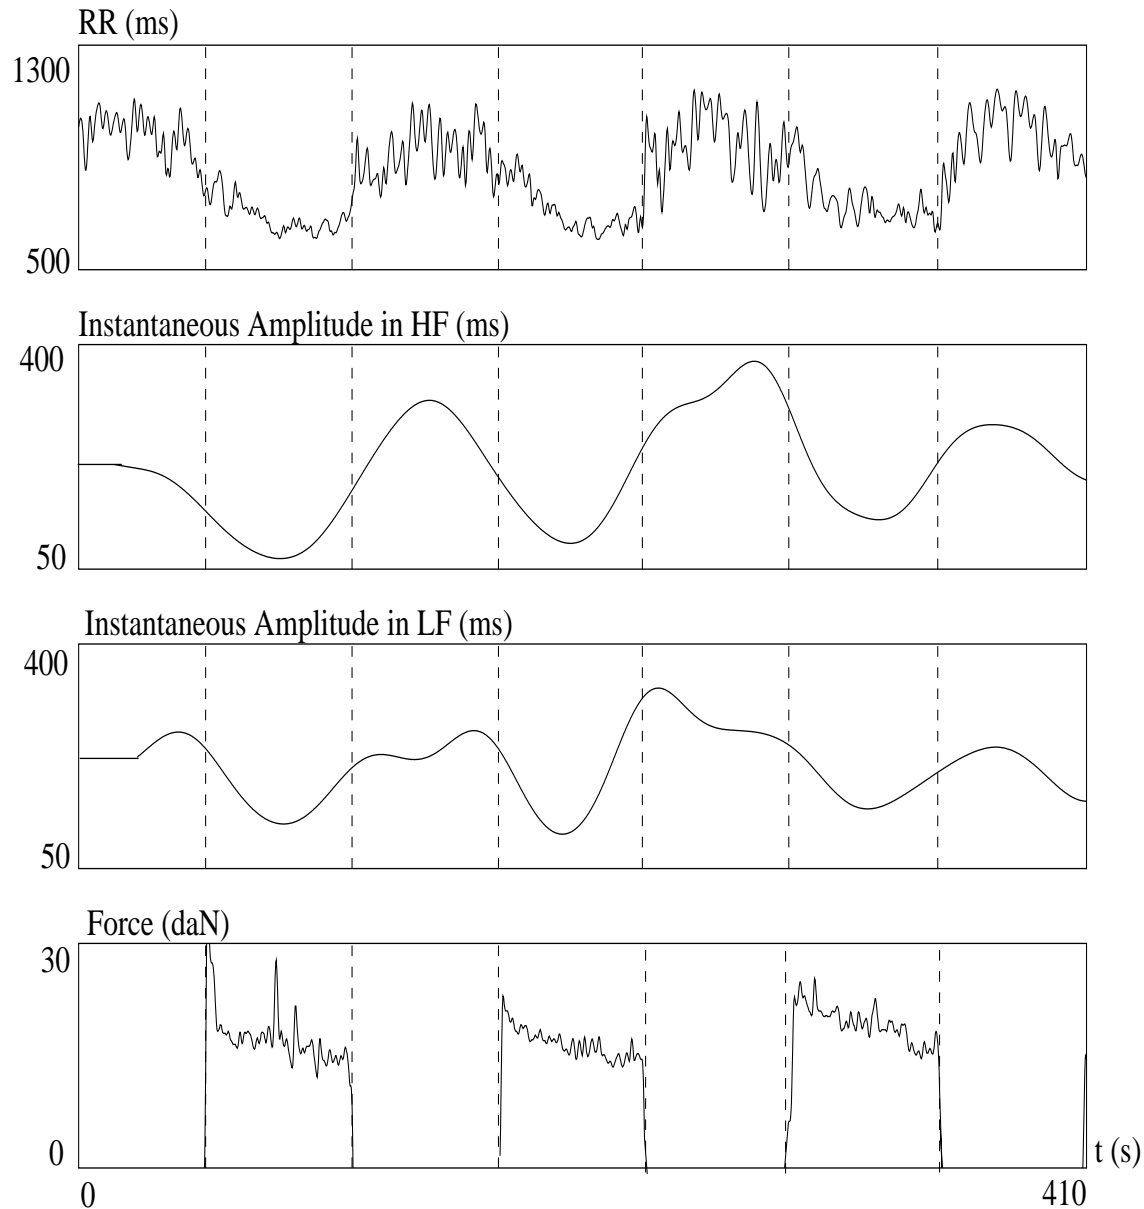 RR (ms)
1300
500
Instantaneous Amplitude in HF (ms)
400
50
Instantaneous Amplitude in LF (ms)
400
50
Force (daN)
30
0
t (s)
0 410